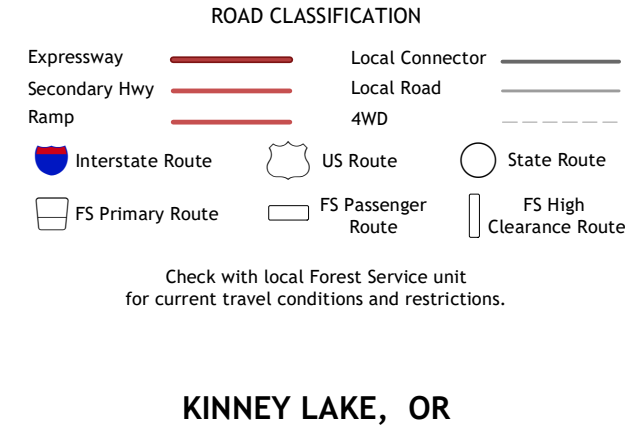 ROAD CLASSIFICATION
Expressway
Local Connector
Secondary Hwy
Local Road
Ramp
4WD
Interstate Route
US Route
State Route
FS Primary Route
FS Passenger
Route
FS High
Clearance Route
Check with local Forest Service unit
for current travel conditions and restrictions.
KINNEY LAKE, OR